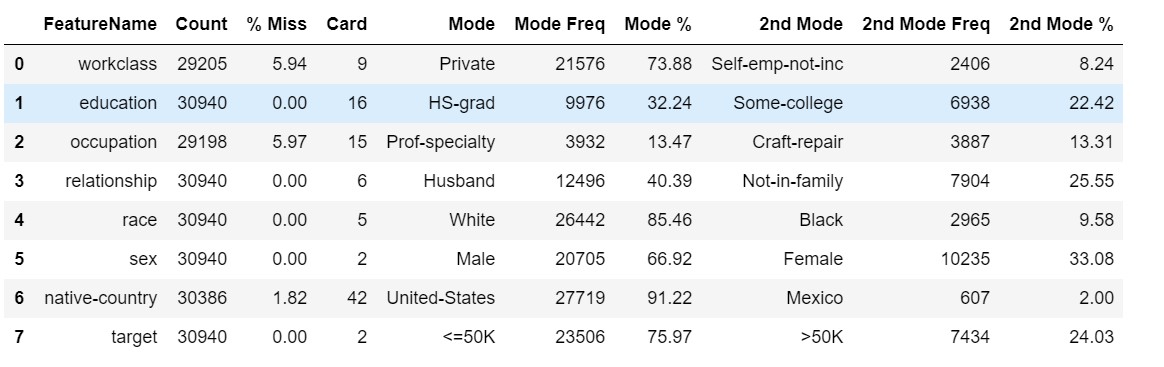 FeatureName Count % Miss Card Mode Mode Freq Mode % 2nd Mode 2nd Mode Freq 2nd Mode %
0 workclass 29205 5.94 9 Private 21576 73.88 Self-emp-not-inc 2406 8.24
1 education 30940 0.00 16 HS-grad 9976 32.24 Some-college 6938 22.42
2 occupation 29198 5.97 15 Prof-specialty 3932 13.47 Craft-repair 3887 13.31
3 relationship 30940 0.00 6 Husband 12496 40.39 Not-in-family 7904 25.55
4 race 30940 0.00 5 White 26442 85.46 Black 2965 9.58
5 sex 30940 0.00 2 Male 20705 66.92 Female 10235 33.08
6 native-country 30386 1.82 42 United-States 27719 91.22 Mexico 607 2.00
7 target 30940 0.00 2 <=50K 23506 75.97 >50K 7434 24.03